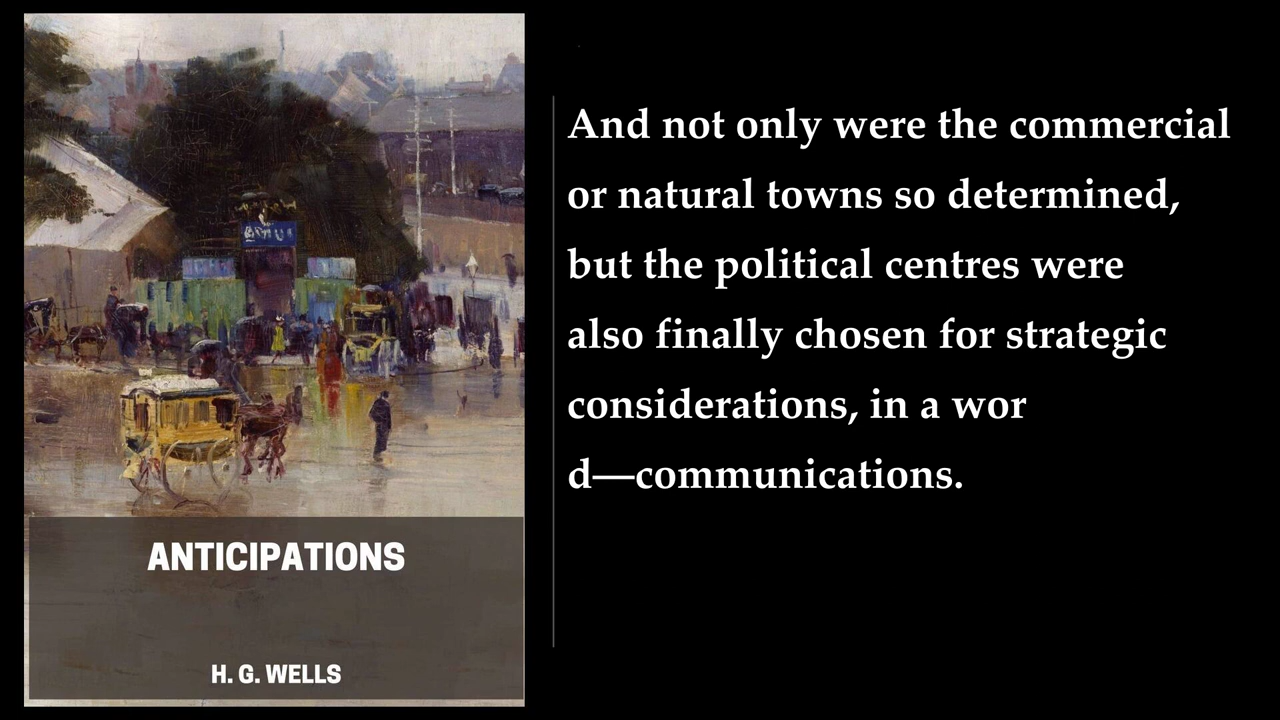 And not only were the commercial
or natural towns so determined,
but the political centres were
also finally chosen for strategic
considerations, in a wor
d—communications.
ANTICIPATIONS
H. G. WELLS